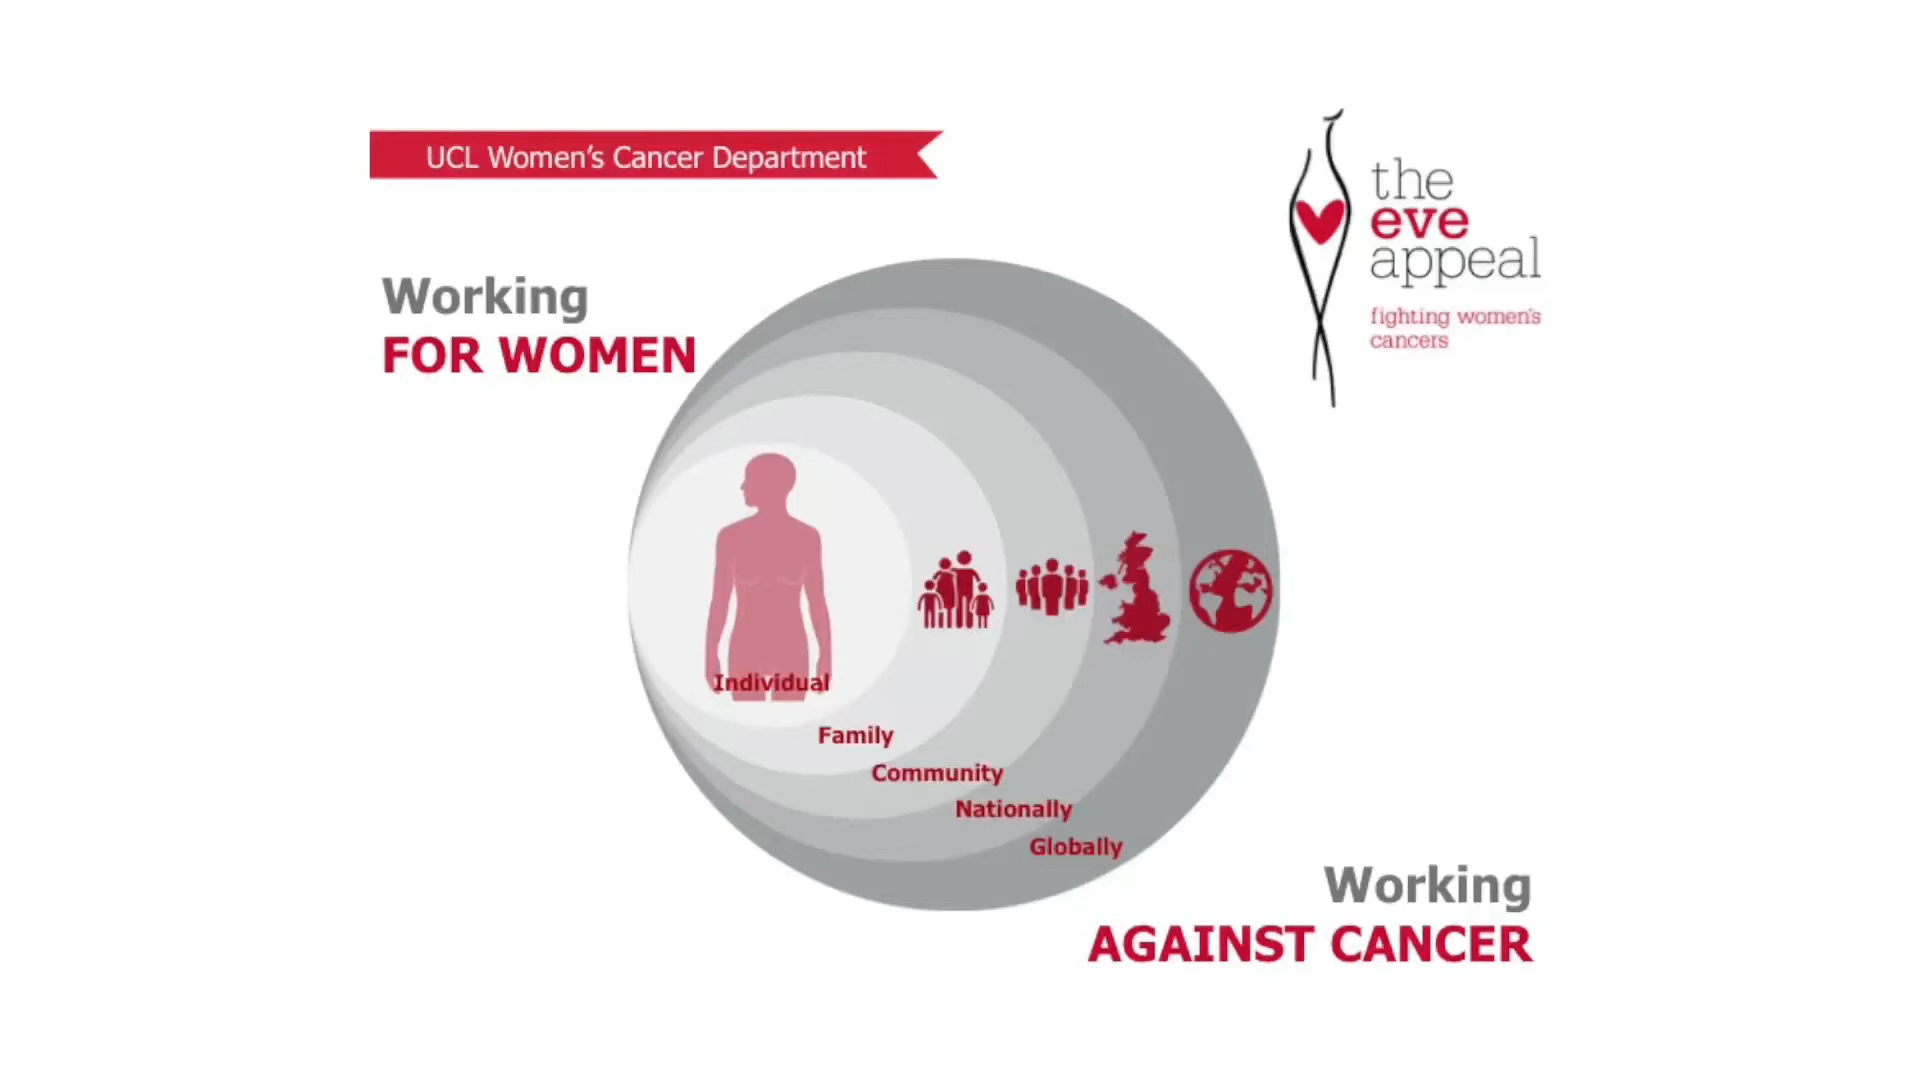 UCL Women's Cancer Department
the
eve
appeal
fighting women's
cancers
Working
FOR WOMEN
Individual
Family
Community
Nationally
Globally
Working
AGAINST CANCER